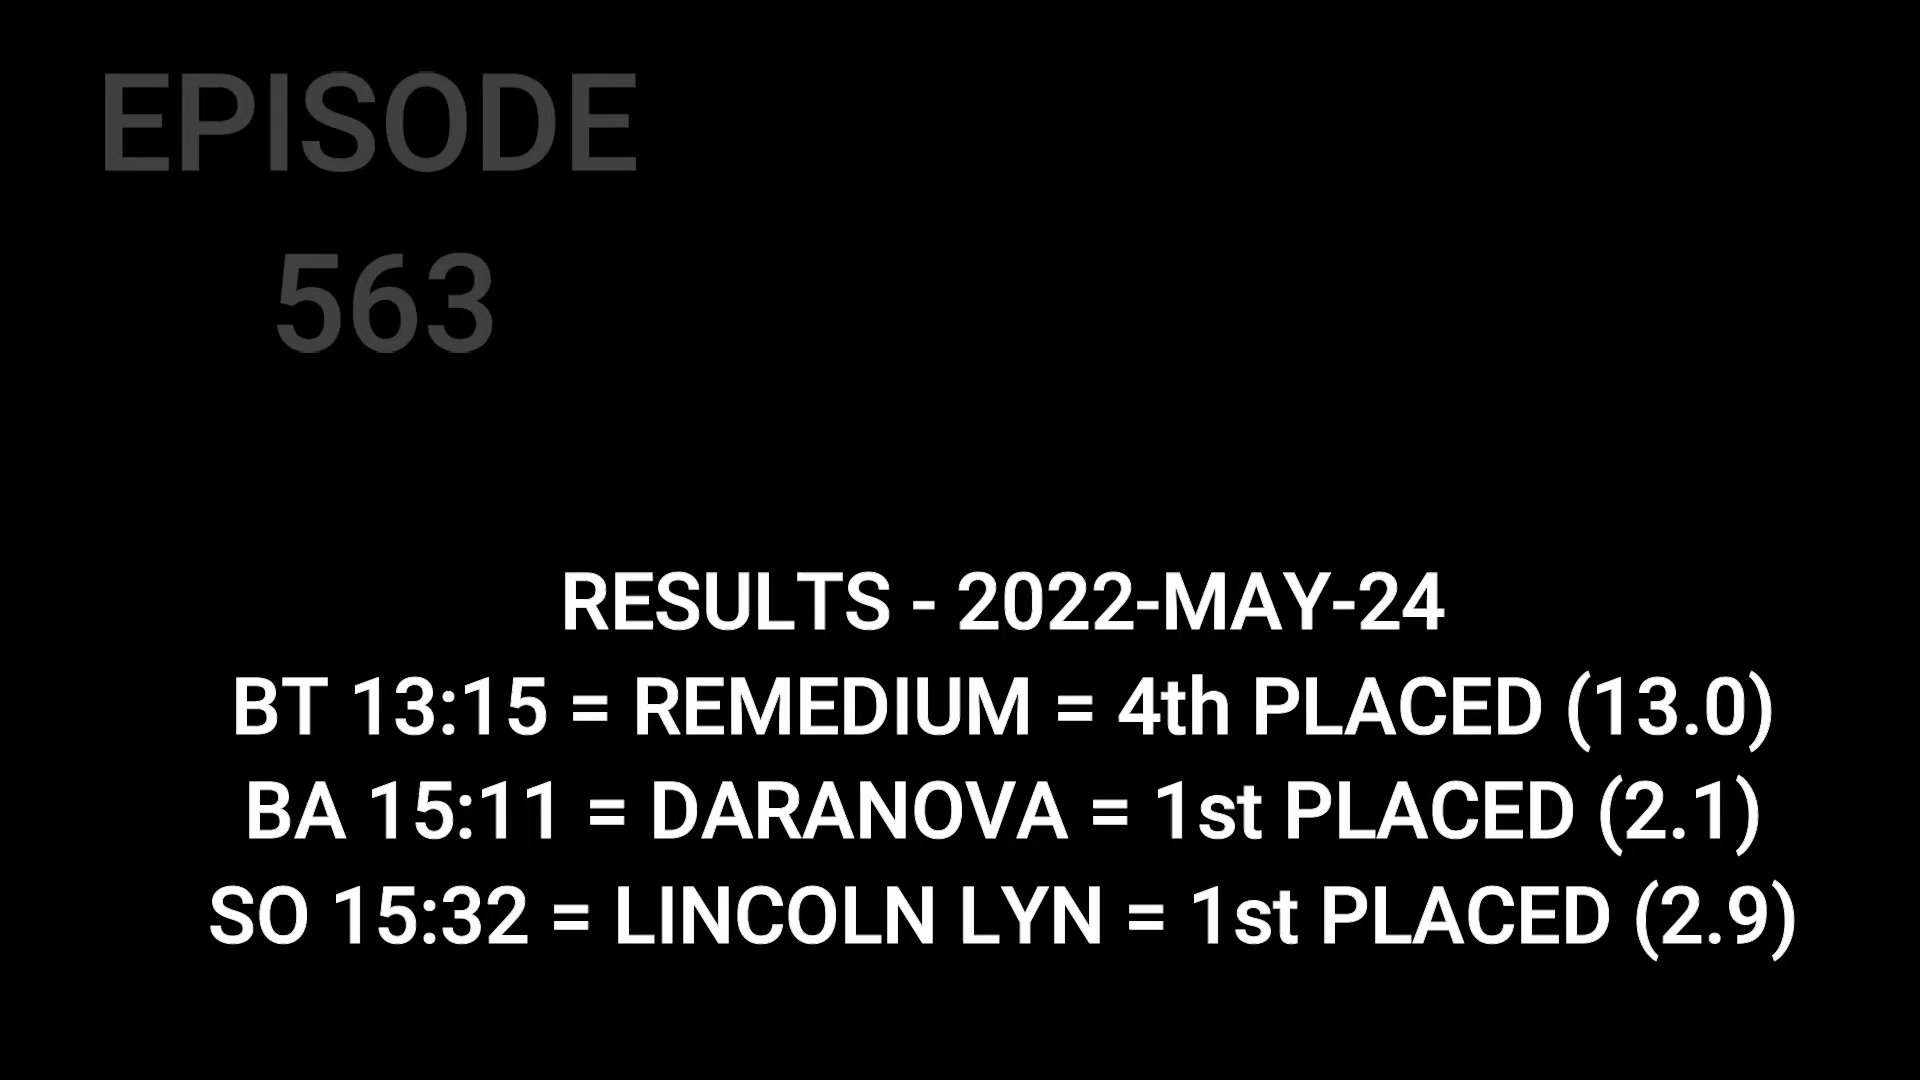 EPISODE
563
RESULTS - 2022-MAY-24
BT 13:15 = REMEDIUM = 4th PLACED (13.0)
BA 15:11 = DARANOVA = 1st PLACED (2.1)
SO 15:32 = LINCOLN LYN = 1st PLACED (2.9)